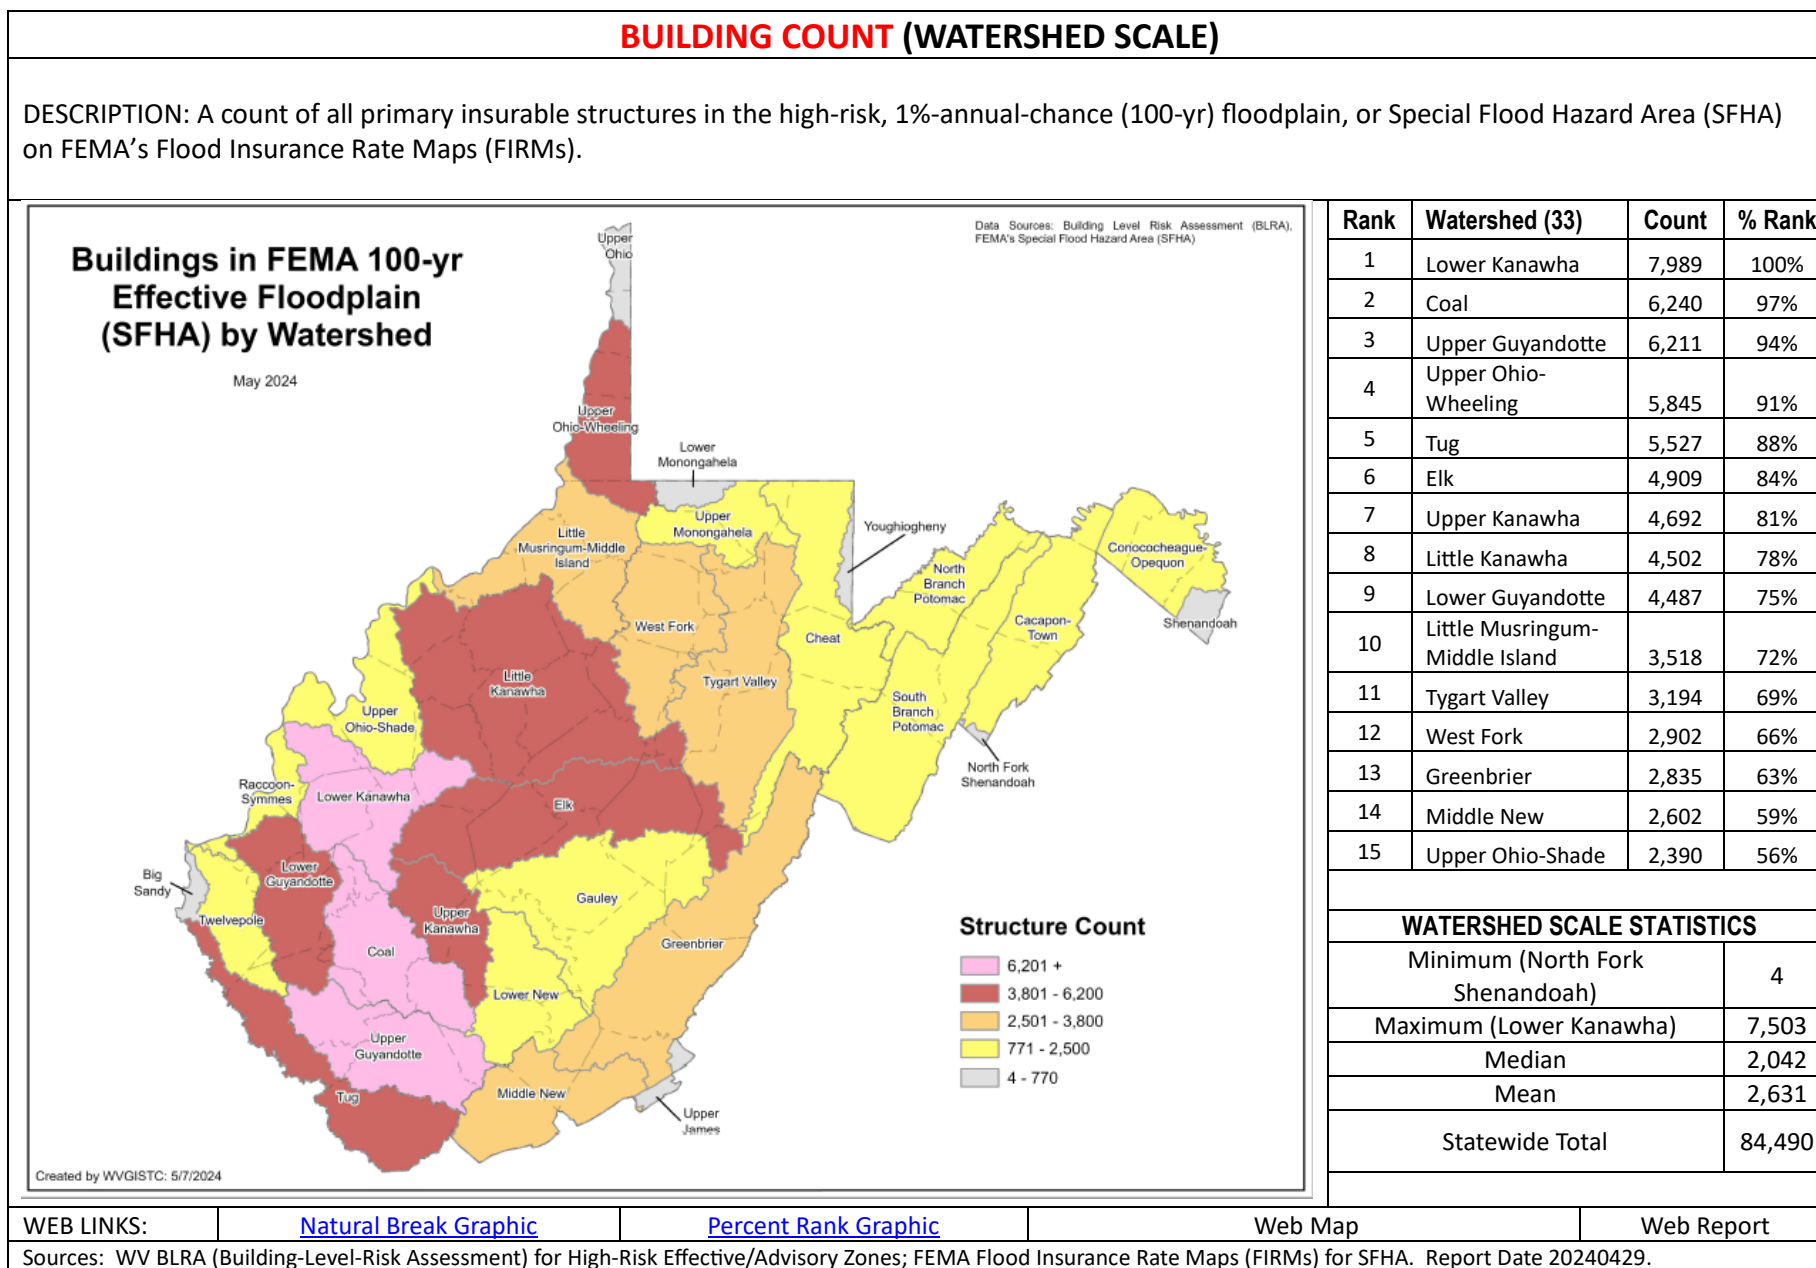 BUILDING COUNT (WATERSHED SCALE)
DESCRIPTION: A count of all primary insurable structures in the high-risk, 1%-annual-chance (100-yr) floodplain, or Special Flood Hazard Area (SFHA)
on FEMA’s Flood Insurance Rate Maps (FIRMs).
Buildings in FEMA 100-yr
Effective Floodplain
(SFHA) by Watershed
May 2024
Data Sources: Building Level Risk Assessment (BLRA),
FEMA's Special Flood Hazard Area (SFHA)
Upper
Ohio
Upper
Ohio-Wheeling
Lower
Monongahela
Upper
Monongahela
Youghiogheny
Little
Musringum-Middle
Island
North
Branch
Potomac
Conococheague-
Opequon
Shenandoah
West Fork
Cheat
Cacapon-
Town
Tygart Valley
Little
Kanawha
South
Branch
Potomac
Upper
Ohio-Shade
North Fork
Shenandoah
Raccoon-
Symmes
Lower Kanawha
Elk
Big
Sandy
Lower
Guyandotte
Gauley
Twelvepole
Upper
Kanawha
Greenbrier
Coal
Lower New
Upper
Guyandotte
Middle New
Tug
Upper
James
Structure Count
6,201 +
3,801 - 6,200
2,501 - 3,800
771 - 2,500
4 - 770
Created by WVGISTC: 5/7/2024
Rank Watershed (33) Count % Rank
1 Lower Kanawha 7,989 100%
2 Coal 6,240 97%
3 Upper Guyandotte 6,211 94%
4 Upper Ohio-
Wheeling 5,845 91%
5 Tug 5,527 88%
6 Elk 4,909 84%
7 Upper Kanawha 4,692 81%
8 Little Kanawha 4,502 78%
9 Lower Guyandotte 4,487 75%
10 Little Musringum-
Middle Island 3,518 72%
11 Tygart Valley 3,194 69%
12 West Fork 2,902 66%
13 Greenbrier 2,835 63%
14 Middle New 2,602 59%
15 Upper Ohio-Shade 2,390 56%
WATERSHED SCALE STATISTICS
Minimum (North Fork
Shenandoah) 4
Maximum (Lower Kanawha) 7,503
Median 2,042
Mean 2,631
Statewide Total 84,490
WEB LINKS: Natural Break Graphic Percent Rank Graphic Web Map Web Report
Sources: WV BLRA (Building-Level-Risk Assessment) for High-Risk Effective/Advisory Zones; FEMA Flood Insurance Rate Maps (FIRMs) for SFHA. Report Date 20240429.